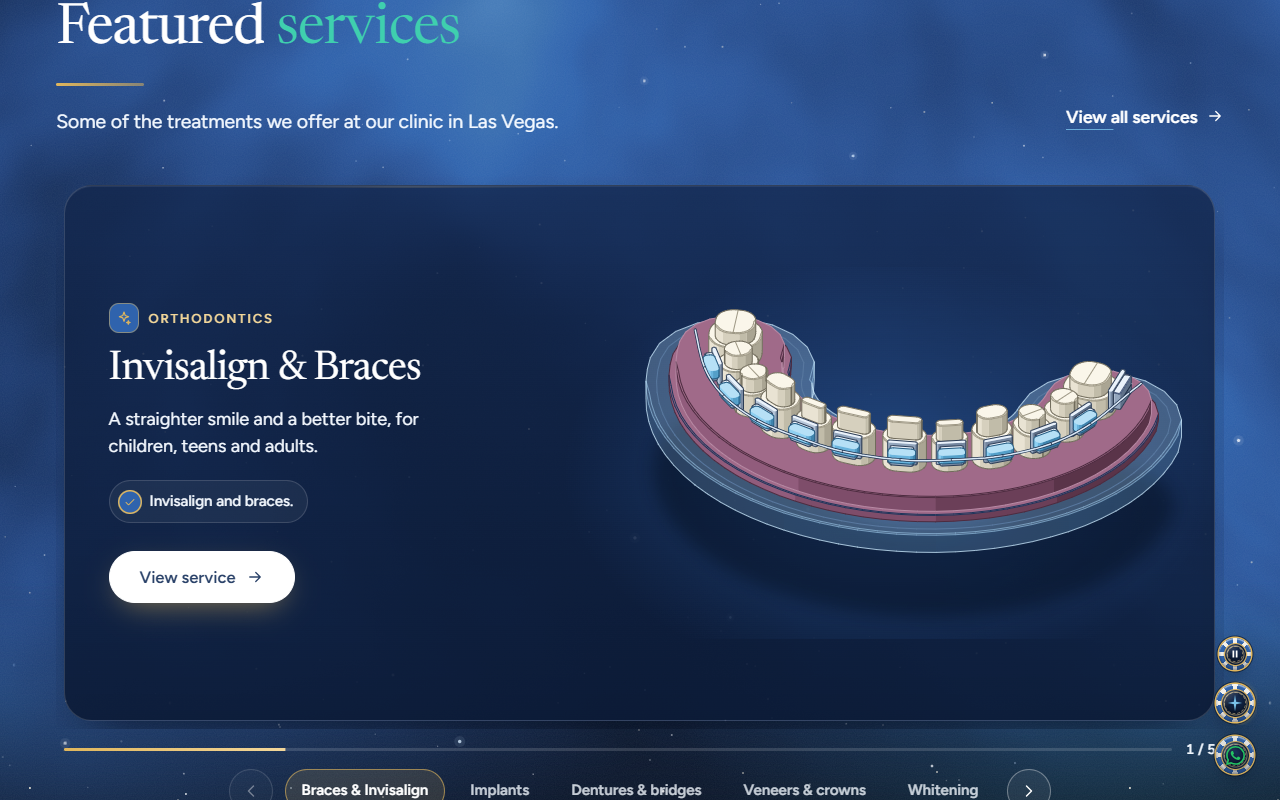 Featured services
Some of the treatments we offer at our clinic in Las Vegas.
View all services
ORTHODONTICS
Invisalign & Braces
A straighter smile and a better bite, for
children, teens and adults.
Invisalign and braces.
View service
1 / 5
Braces & Invisalign
Implants
Dentures & bridges
Veneers & crowns
Whitening